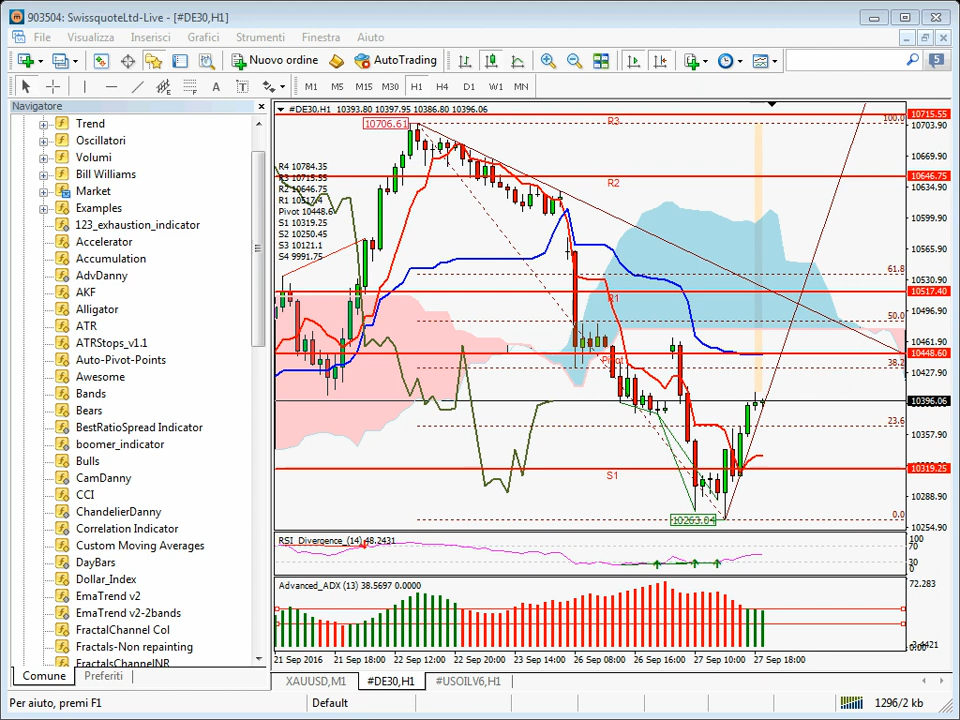 903504: SwissquoteLtd-Live - [#DE30,H1]
File Visualizza Inserisci Grafici Strumenti Finestra Aiuto
Nuovo ordine AutoTrading 5
A T M1 M5 M15 M30 H1 H4 D1 W1 MN
Navigatore
Trend
Oscillatori
Volumi
Bill Williams
Market
Examples
123_exhaustion_indicator
Accelerator
Accumulation
AdvDanny
AKF
Alligator
ATR
ATRStops_v1.1
Auto-Pivot-Points
Awesome
Bands
Bears
BestRatioSpread Indicator
boomer_indicator
Bulls
CamDanny
CCI
ChandelierDanny
Correlation Indicator
Custom Moving Averages
DayBars
Dollar_Index
EmaTrend v2
EmaTrend v2-2bands
FractalChannel Col
Fractals-Non repainting
FractalsChannelNR
Comune Preferiti
#DE30,H1 10393.80 10397.95 10386.80 10396.06
10706.61
R4 10784.35
R3 10715.55
R2 10646.75
R1 10517.4
Pivot 10448.6
S1 10319.25
S2 10250.45
S3 10121.1
S4 9991.75
R3
R2
R1
Pivot
S1
10263.04
100.0
61.8
50.0
38.2
23.6
0.0
10715.55
10703.90
10669.90
10646.75
10634.90
10599.90
10565.90
10530.90
10517.40
10496.90
10461.90
10448.60
10427.90
10396.06
10357.90
10319.25
10288.90
10254.90
RSI_Divergence_(14) 48.2431
100
70
30
0
Advanced_ADX (13) 38.5697 0.0000
72.283
0.00
21 Sep 2016 21 Sep 18:00 22 Sep 12:00 22 Sep 20:00 23 Sep 14:00 26 Sep 08:00 26 Sep 16:00 27 Sep 10:00 27 Sep 18:00
XAUUSD,M1 #DE30,H1 #USOILV6,H1
Per aiuto, premi F1 Default 1296/2 kb